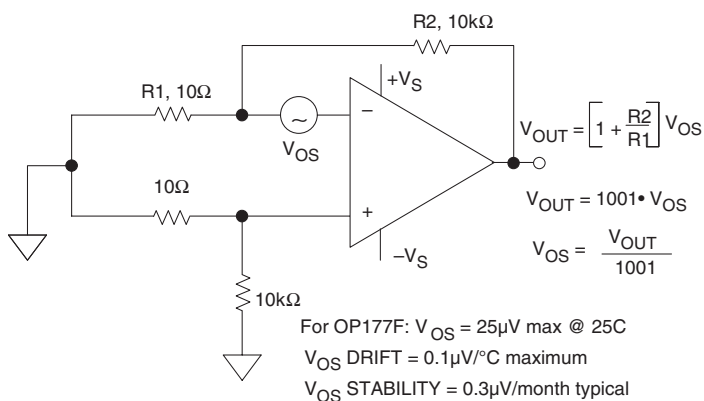 R2, 10kΩ
+VS
R1, 10Ω
–
VOS
VOUT = [1 + R2/R1] VOS
10Ω
+
VOUT = 1001• VOS
–VS
VOS = VOUT/1001
10kΩ
For OP177F: VOS = 25µV max @ 25C
VOS DRIFT = 0.1µV/°C maximum
VOS STABILITY = 0.3µV/month typical